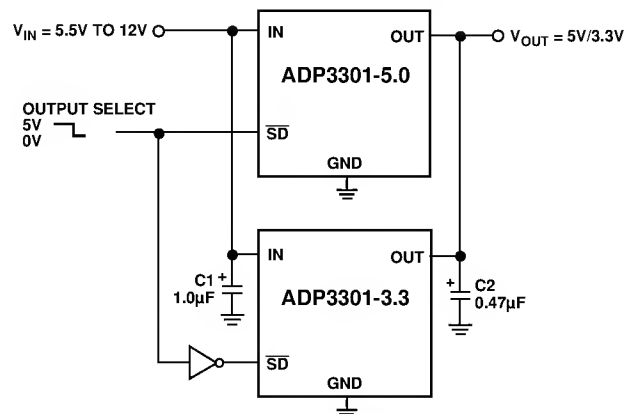 V_IN = 5.5V TO 12V
IN
OUT
V_OUT = 5V/3.3V
ADP3301-5.0
OUTPUT SELECT
5V
0V
SD
GND
IN
OUT
C1 +
1.0µF
ADP3301-3.3
+ C2
0.47µF
SD
GND